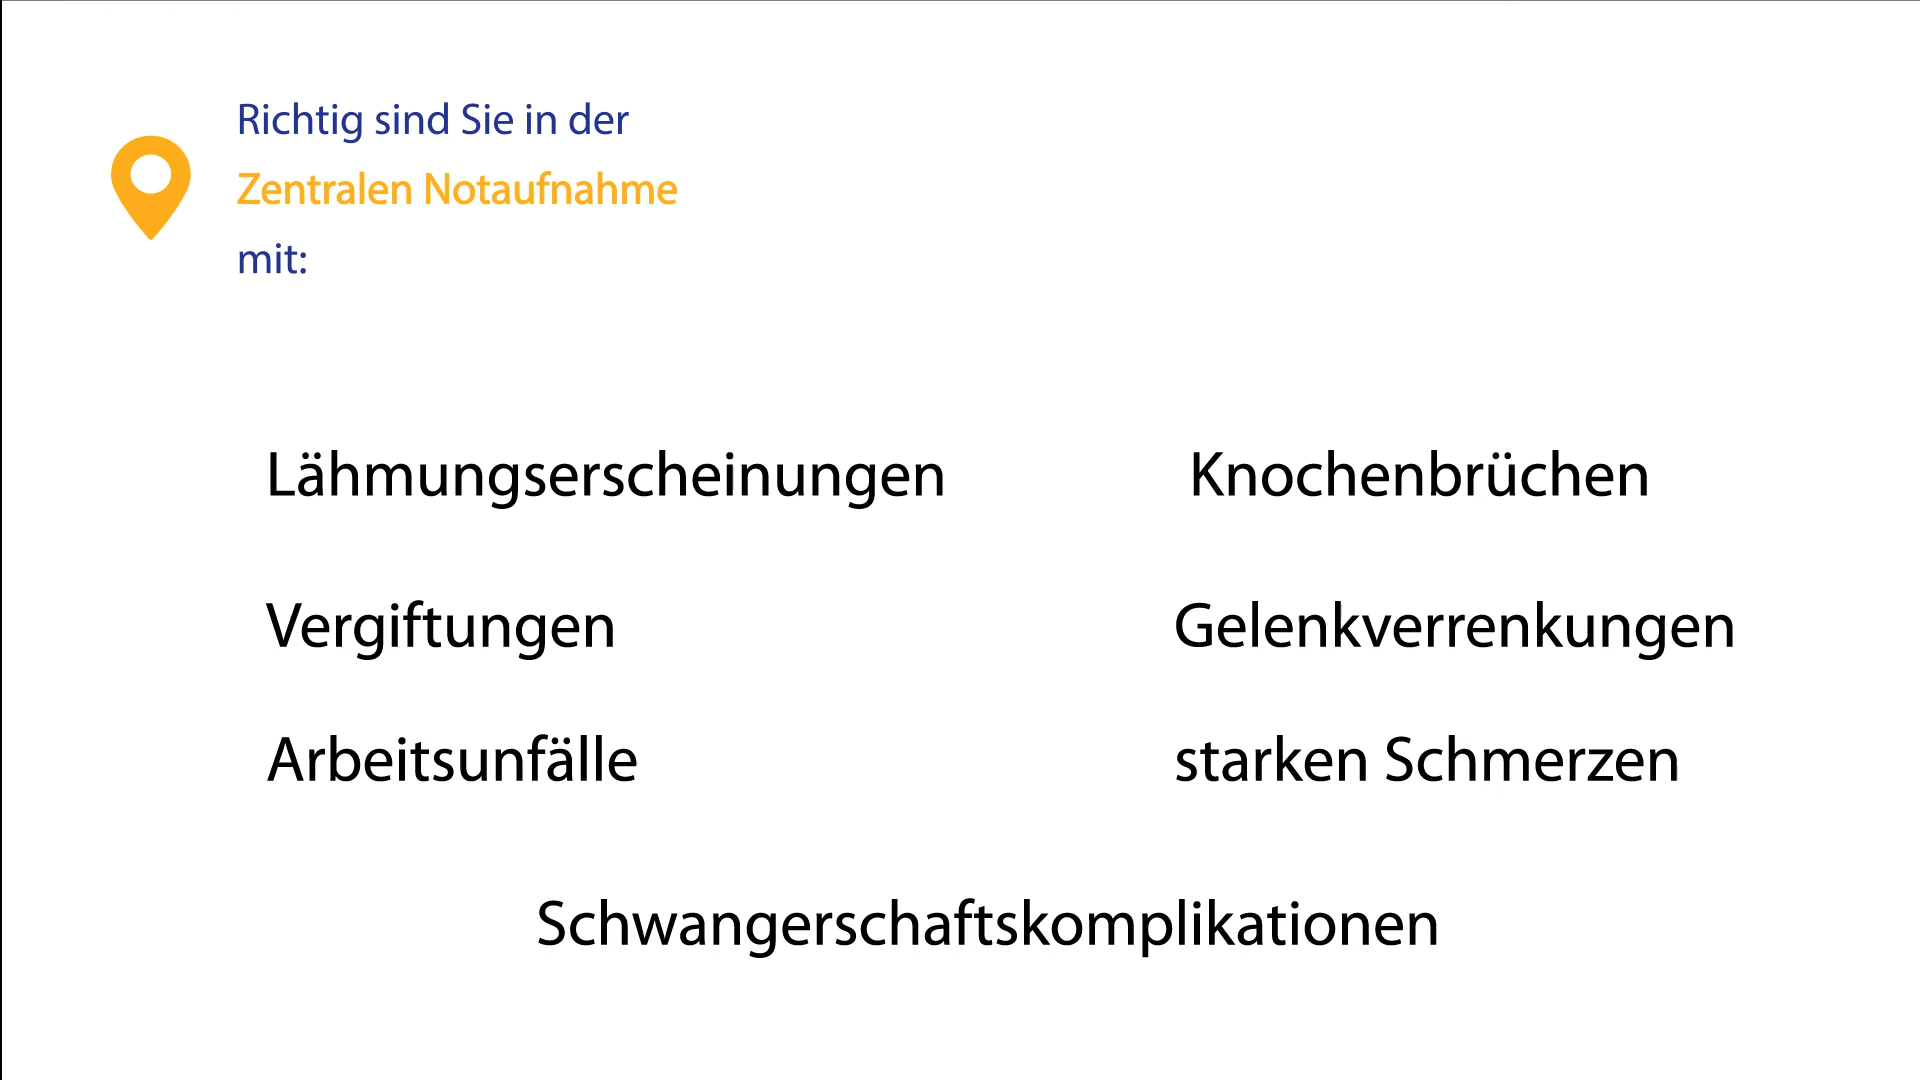 Richtig sind Sie in der
Zentralen Notaufnahme
mit:
Lähmungserscheinungen
Knochenbrüchen
Vergiftungen
Gelenkverrenkungen
Arbeitsunfälle
starken Schmerzen
Schwangerschaftskomplikationen